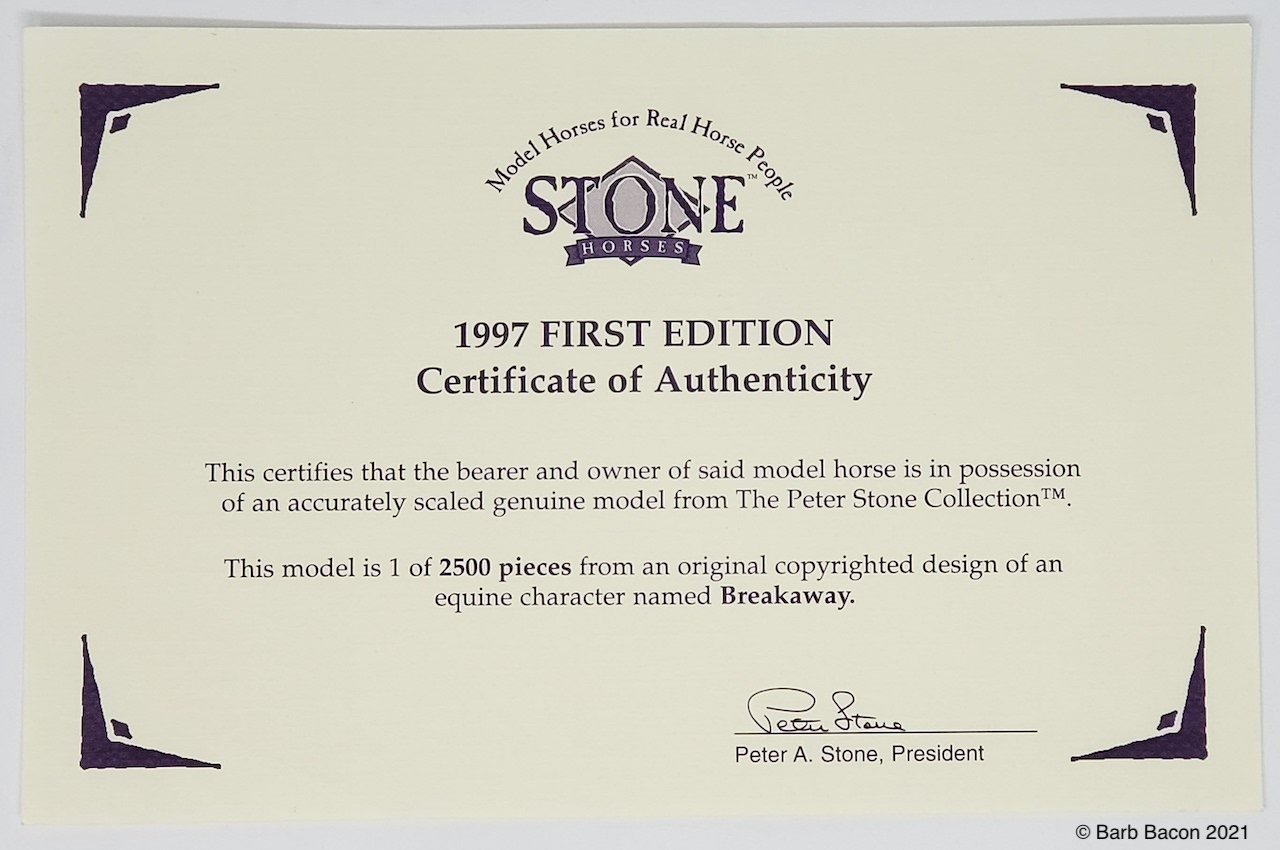 Model Horses for Real Horse People
STONE™
HORSES
1997 FIRST EDITION
Certificate of Authenticity
This certifies that the bearer and owner of said model horse is in possession
of an accurately scaled genuine model from The Peter Stone Collection™.
This model is 1 of 2500 pieces from an original copyrighted design of an
equine character named Breakaway.
Peter Stone
Peter A. Stone, President
© Barb Bacon 2021